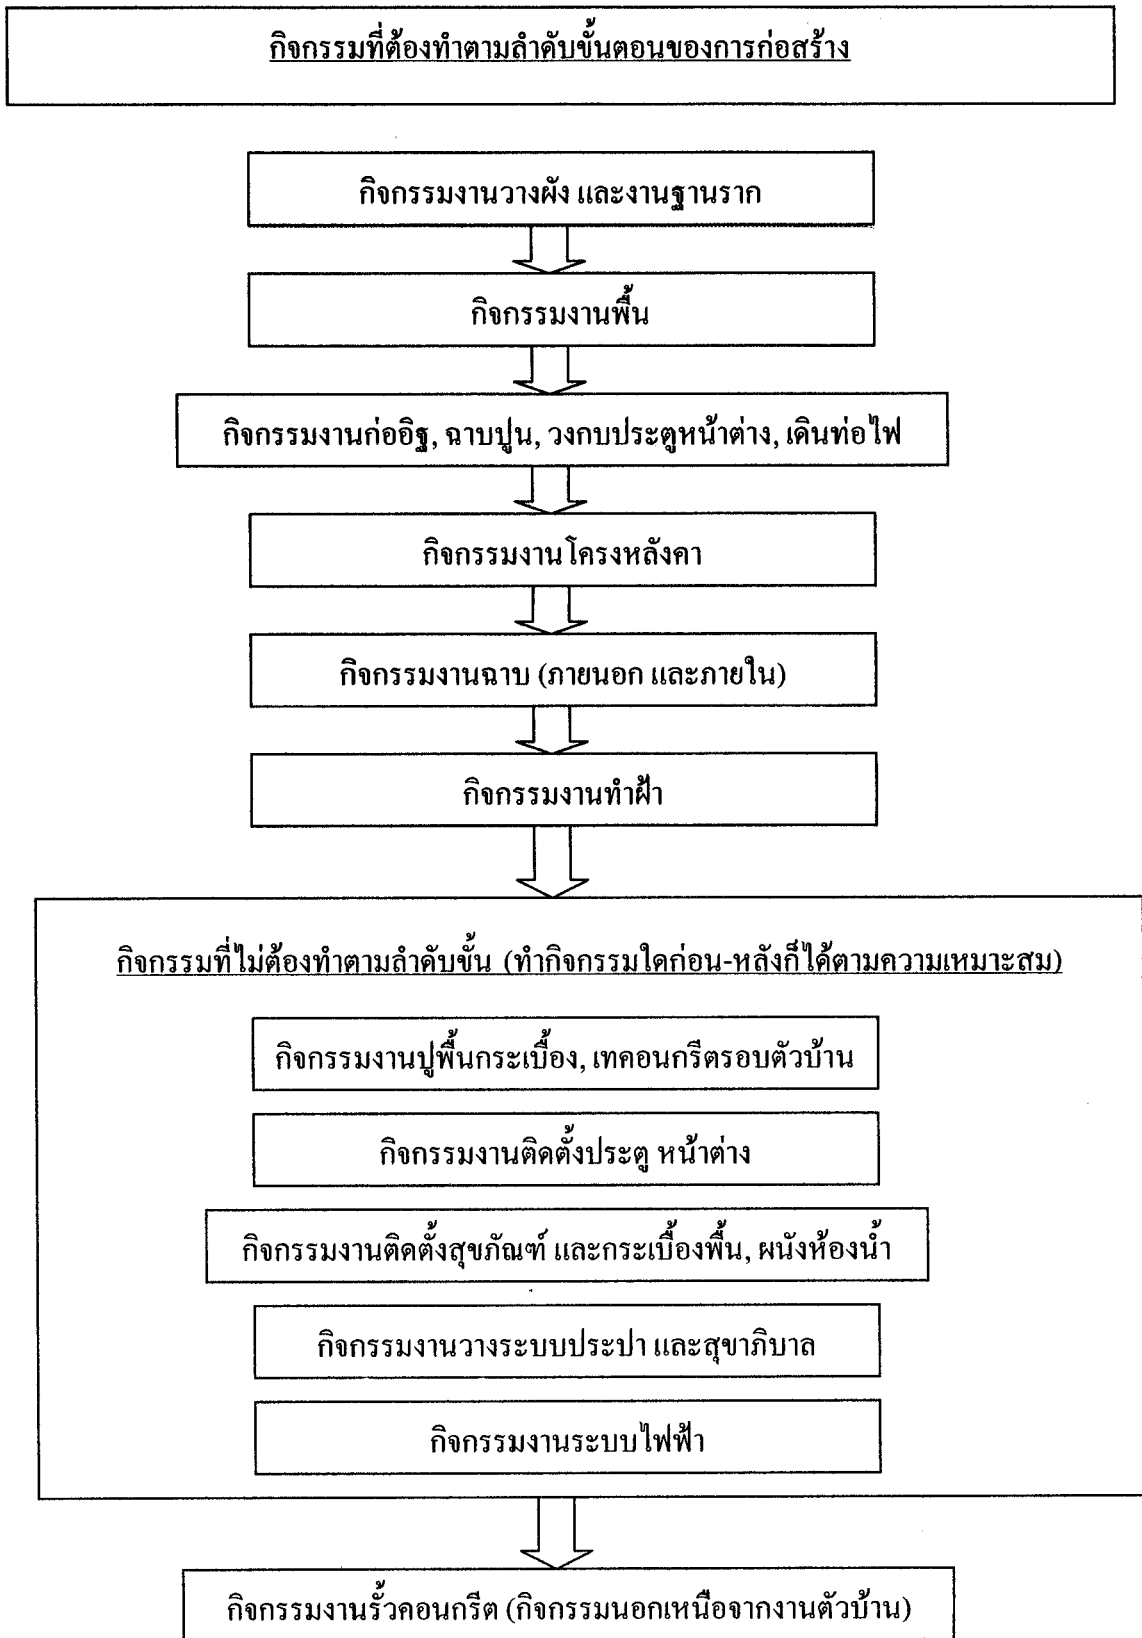 กิจกรรมที่ต้องทำตามลำดับขั้นตอนของการก่อสร้าง
กิจกรรมงานวางผัง และงานฐานราก
กิจกรรมงานพื้น
กิจกรรมงานก่ออิฐ, ฉาบปูน, วงกบประตูหน้าต่าง, เดินท่อไฟ
กิจกรรมงานโครงหลังคา
กิจกรรมงานฉาบ (ภายนอก และภายใน)
กิจกรรมงานทำฝ้า
กิจกรรมที่ไม่ต้องทำตามลำดับขั้น (ทำกิจกรรมใดก่อน-หลังก็ได้ตามความเหมาะสม)
กิจกรรมงานปูพื้นกระเบื้อง, เทคอนกรีตรอบตัวบ้าน
กิจกรรมงานติดตั้งประตู หน้าต่าง
กิจกรรมงานติดตั้งสุขภัณฑ์ และกระเบื้องพื้น, ผนังห้องน้ำ
กิจกรรมงานวางระบบประปา และสุขาภิบาล
กิจกรรมงานระบบไฟฟ้า
กิจกรรมงานรั้วคอนกรีต (กิจกรรมนอกเหนือจากงานตัวบ้าน)